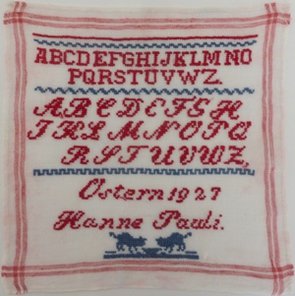 ABCDEFGHIJKLMNO
PQRSTUVWZ.
ABCDEFGH
IKLMNOPQ
RSTUVWZ.
Ostern 1927
Hanne Pauli.